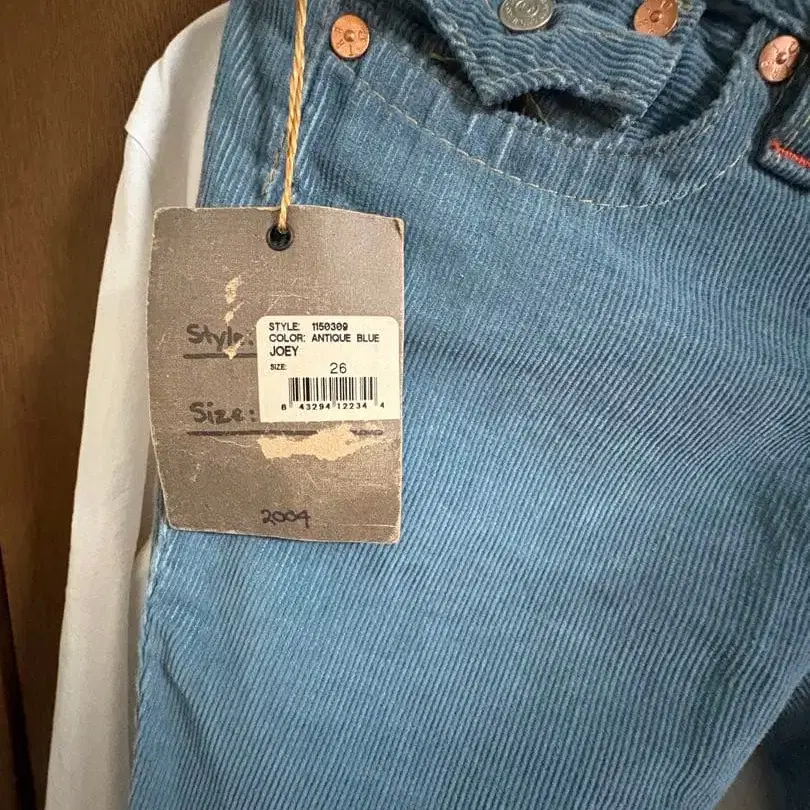 Style:
STYLE: 1150309
COLOR: ANTIQUE BLUE
JOEY
SIZE: 26
8 43294 12234 4
Size:
2004